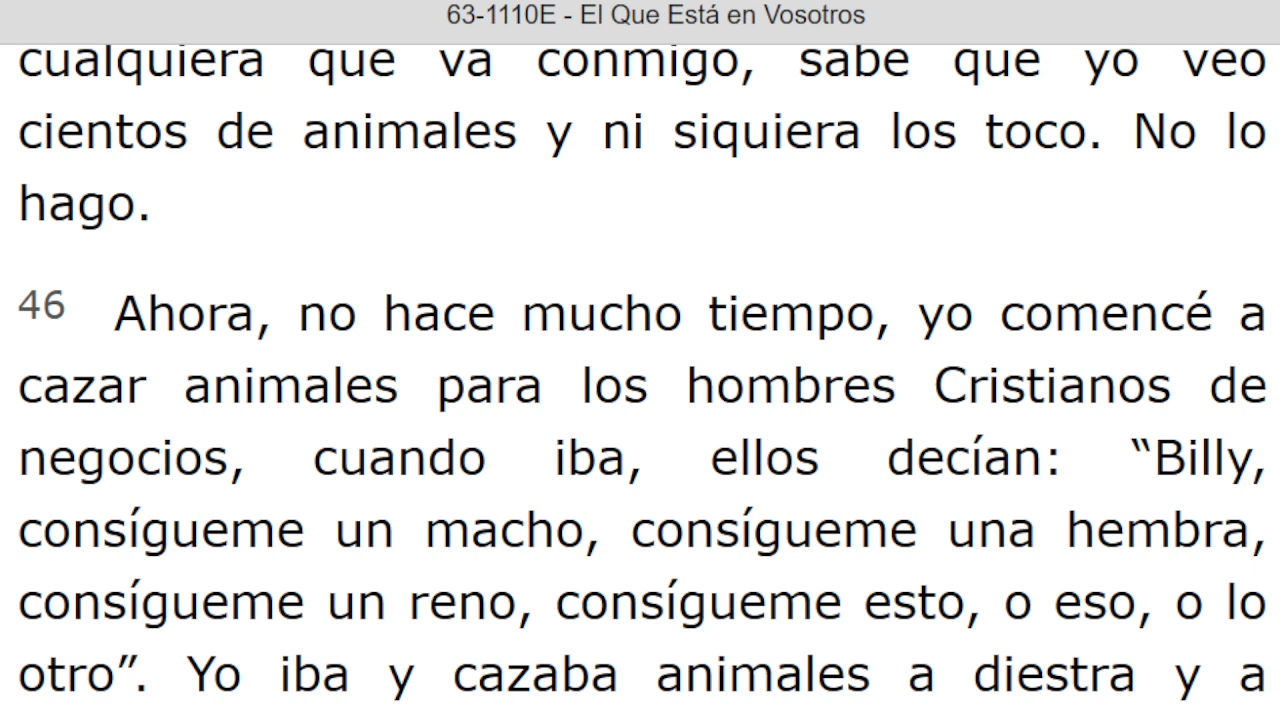 63-1110E - El Que Está en Vosotros
cualquiera que va conmigo, sabe que yo veo
cientos de animales y ni siquiera los toco. No lo
hago.
46 Ahora, no hace mucho tiempo, yo comencé a
cazar animales para los hombres Cristianos de
negocios, cuando iba, ellos decían: “Billy,
consígueme un macho, consígueme una hembra,
consígueme un reno, consígueme esto, o eso, o lo
otro”. Yo iba y cazaba animales a diestra y a